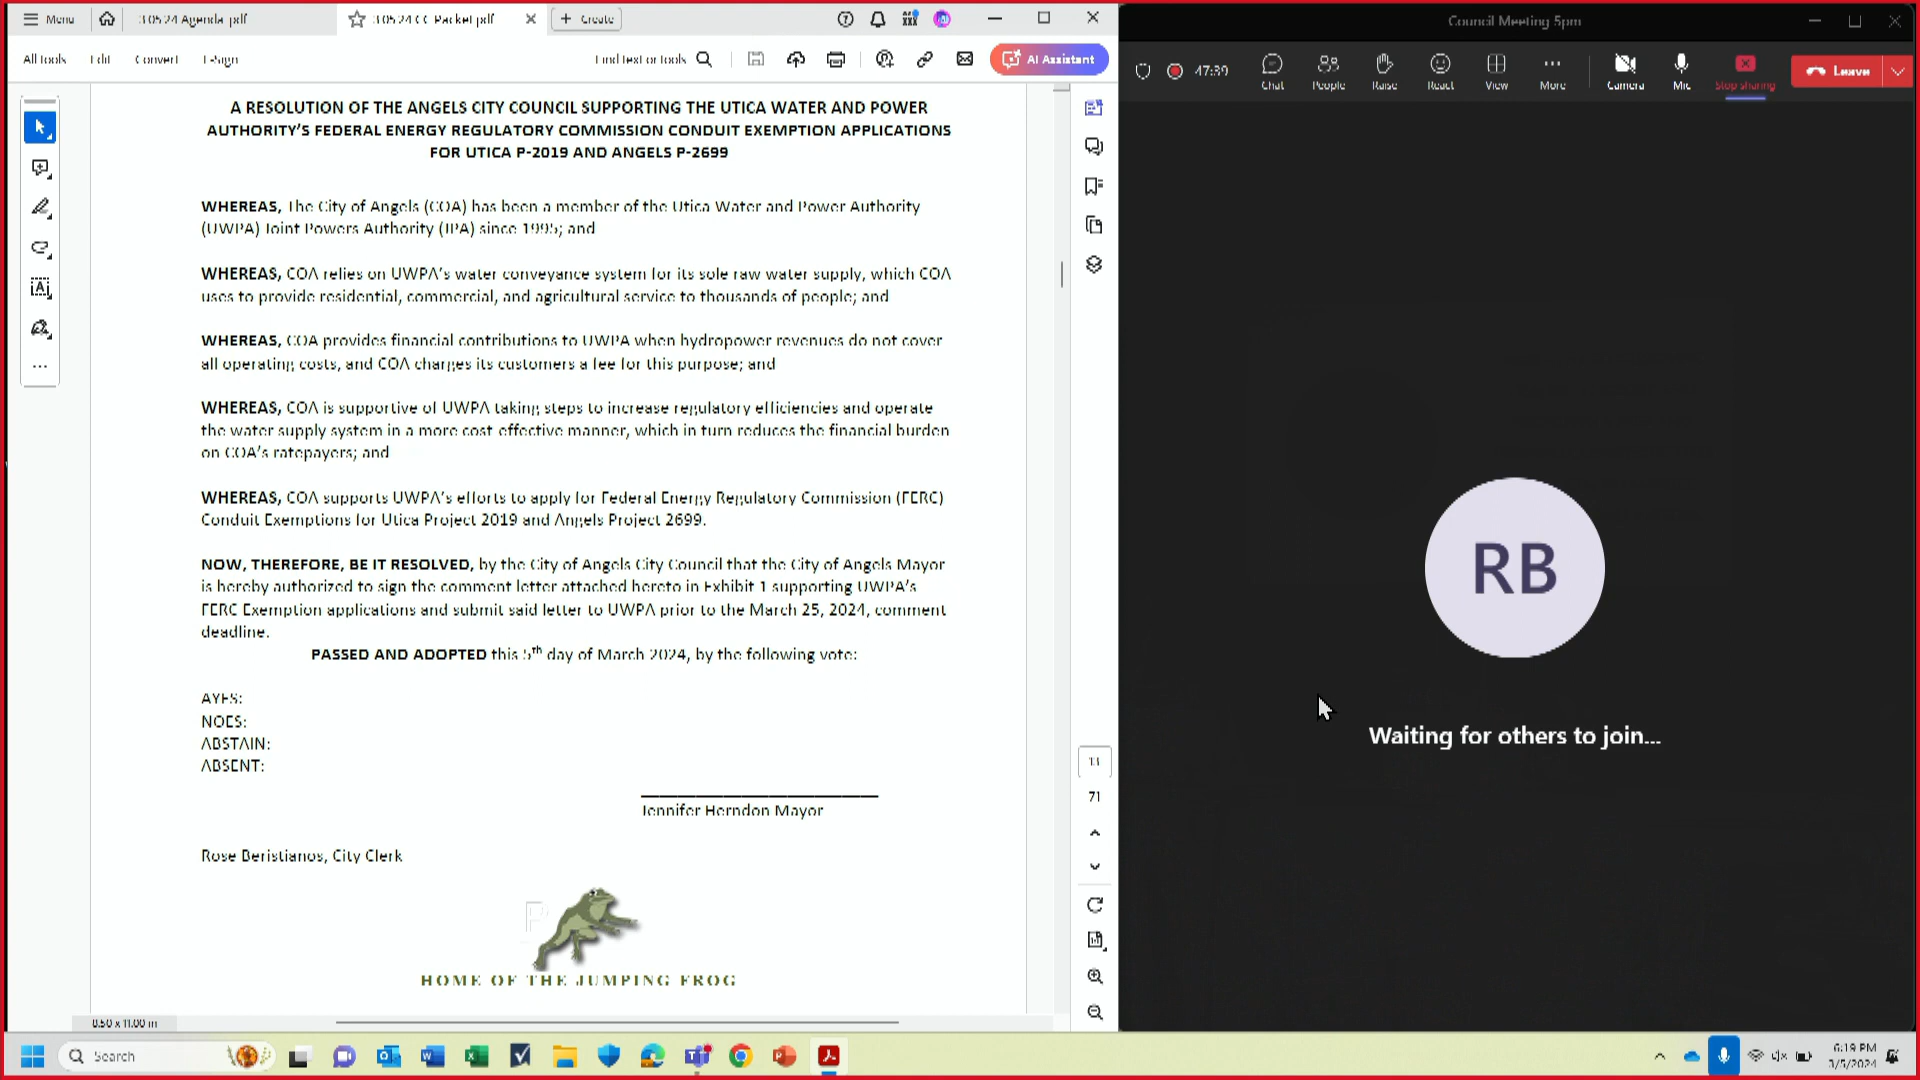 Menu
3 05 24 Agenda .pdf
3 05 24 CC Packet.pdf
Create
All tools
Edit
Convert
E-Sign
Find text or tools
AI Assistant
A RESOLUTION OF THE ANGELS CITY COUNCIL SUPPORTING THE UTICA WATER AND POWER
AUTHORITY'S FEDERAL ENERGY REGULATORY COMMISSION CONDUIT EXEMPTION APPLICATIONS
FOR UTICA P-2019 AND ANGELS P-2699
WHEREAS, The City of Angels (COA) has been a member of the Utica Water and Power Authority
(UWPA) Joint Powers Authority (JPA) since 1995; and
WHEREAS, COA relies on UWPA's water conveyance system for its sole raw water supply, which COA
uses to provide residential, commercial, and agricultural service to thousands of people; and
WHEREAS, COA provides financial contributions to UWPA when hydropower revenues do not cover
all operating costs, and COA charges its customers a fee for this purpose; and
WHEREAS, COA is supportive of UWPA taking steps to increase regulatory efficiencies and operate
the water supply system in a more cost effective manner, which in turn reduces the financial burden
on COA's ratepayers; and
WHEREAS, COA supports UWPA's efforts to apply for Federal Energy Regulatory Commission (FERC)
Conduit Exemptions for Utica Project 2019 and Angels Project 2699.
NOW, THEREFORE, BE IT RESOLVED, by the City of Angels City Council that the City of Angels Mayor
is hereby authorized to sign the comment letter attached hereto in Exhibit 1 supporting UWPA's
FERC Exemption applications and submit said letter to UWPA prior to the March 25, 2024, comment
deadline.
PASSED AND ADOPTED this 5th day of March 2024, by the following vote:
AYES:
NOES:
ABSTAIN:
ABSENT:
Jennifer Herndon Mayor
Rose Beristianos, City Clerk
P
HOME OF THE JUMPING FROG
8.50 x 11.00 in
13
71
Council Meeting 5pm
47:39
Chat
People
Raise
React
View
More
Camera
Mic
Stop sharing
Leave
RB
Waiting for others to join...
Search
6:19 PM
3/5/2024